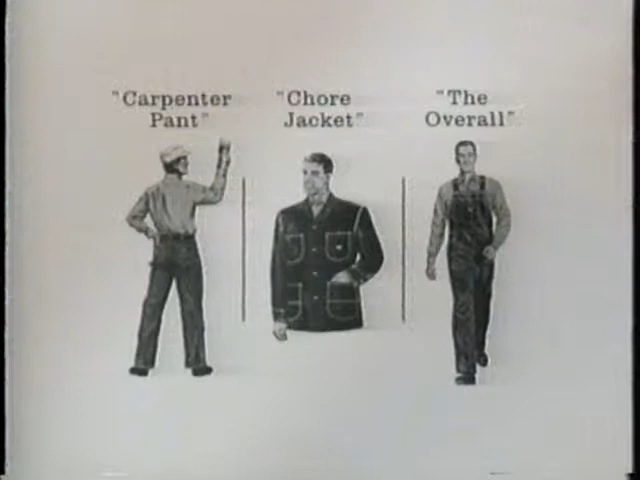 "Carpenter
Pant"
"Chore
Jacket"
"The
Overall"